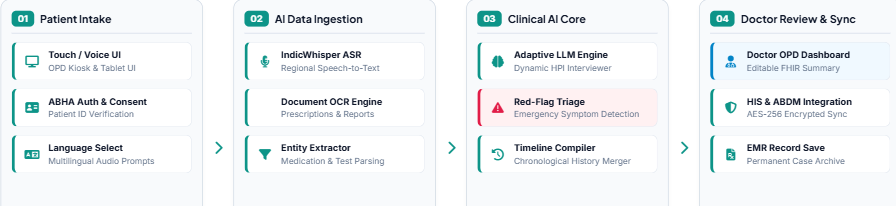 01 Patient Intake
Touch / Voice UI
OPD Kiosk & Tablet UI
ABHA Auth & Consent
Patient ID Verification
Language Select
Multilingual Audio Prompts
02 AI Data Ingestion
IndicWhisper ASR
Regional Speech-to-Text
Document OCR Engine
Prescriptions & Reports
Entity Extractor
Medication & Test Parsing
03 Clinical AI Core
Adaptive LLM Engine
Dynamic HPI Interviewer
Red-Flag Triage
Emergency Symptom Detection
Timeline Compiler
Chronological History Merger
04 Doctor Review & Sync
Doctor OPD Dashboard
Editable FHIR Summary
HIS & ABDM Integration
AES-256 Encrypted Sync
EMR Record Save
Permanent Case Archive